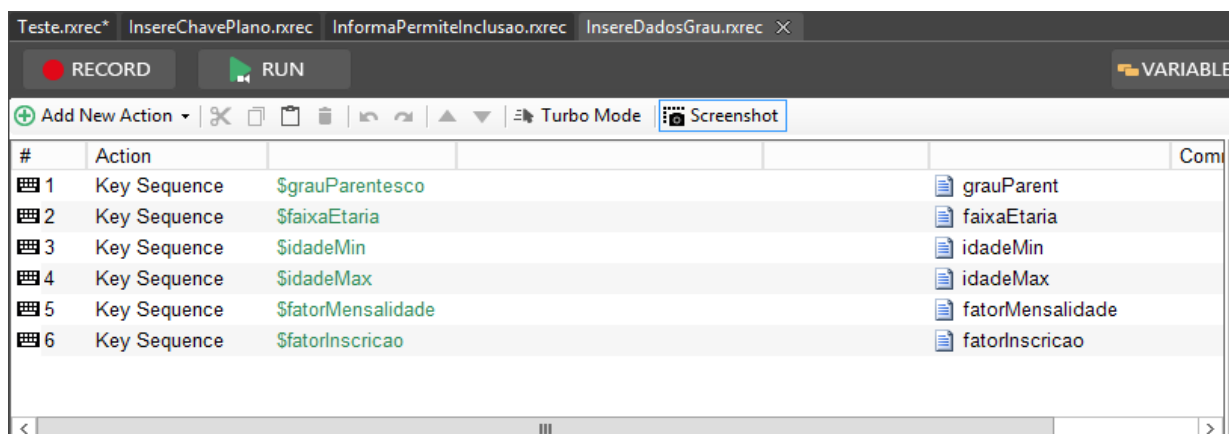 Teste.rxrec* InsereChavePlano.rxrec InformaPermiteInclusao.rxrec InsereDadosGrau.rxrec
RECORD RUN VARIABLE
Add New Action Turbo Mode Screenshot
# Action Comm
1 Key Sequence $grauParentesco grauParent
2 Key Sequence $faixaEtaria faixaEtaria
3 Key Sequence $idadeMin idadeMin
4 Key Sequence $idadeMax idadeMax
5 Key Sequence $fatorMensalidade fatorMensalidade
6 Key Sequence $fatorInscricao fatorInscricao